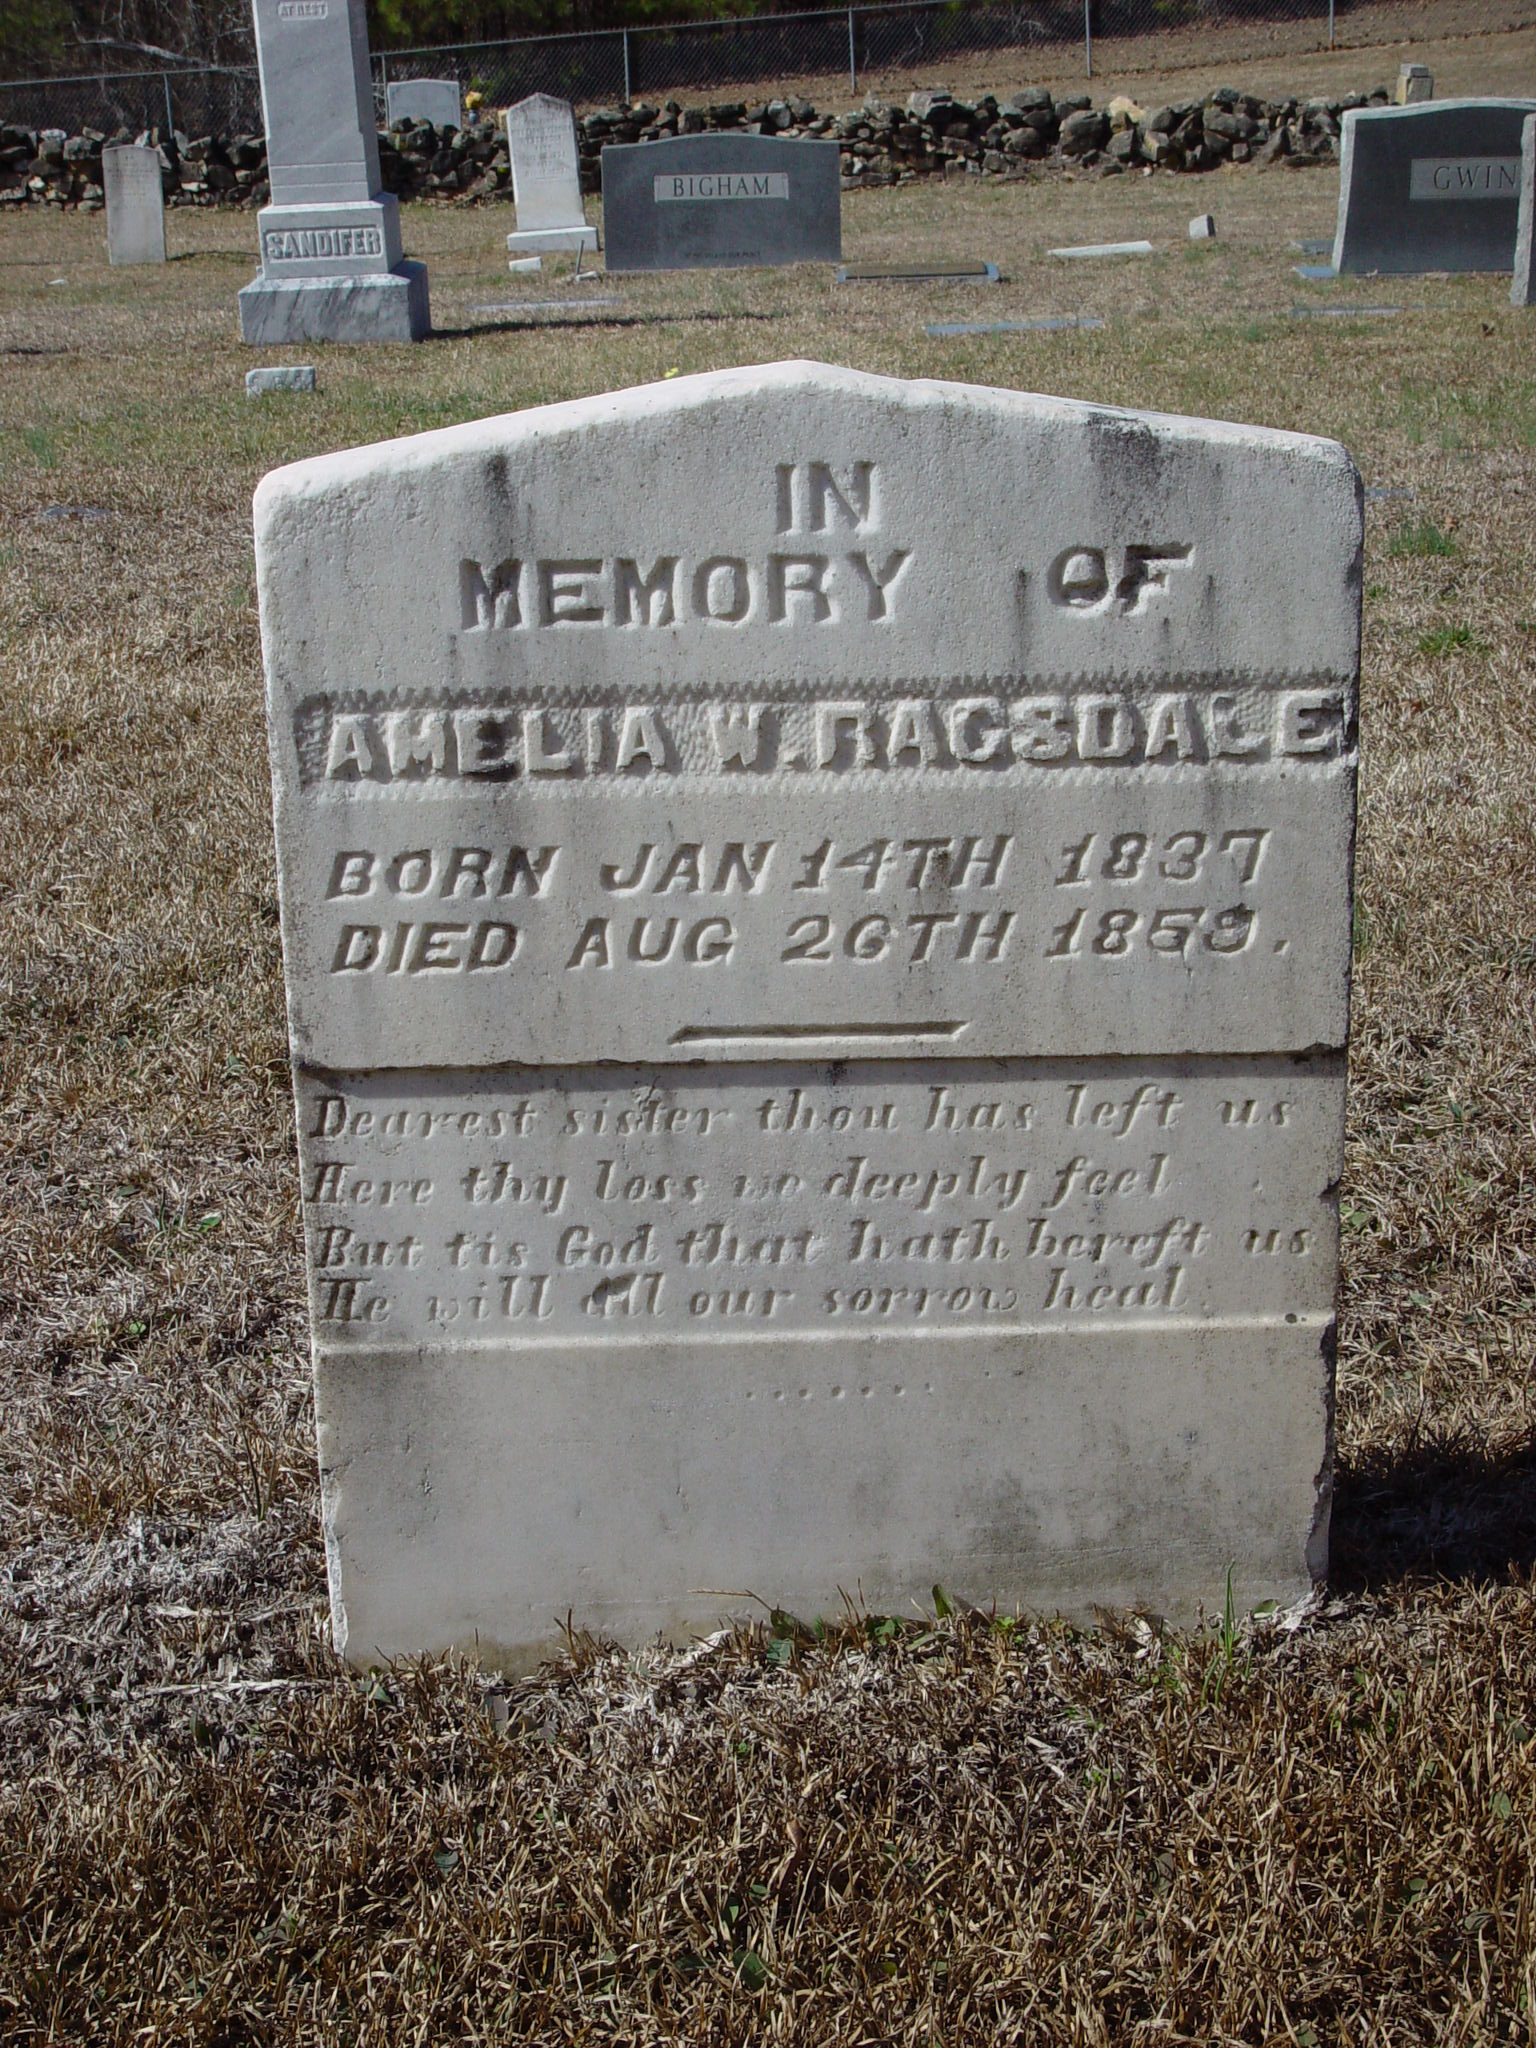 AT REST
SANDIFER
BIGHAM
GWIN
IN
MEMORY OF
AMELIA W. RAGSDALE
BORN JAN 14TH 1837
DIED AUG 26TH 1859.
Dearest sister thou has left us
Here thy loss we deeply feel
But tis God that hath bereft us
He will all our sorrow heal.